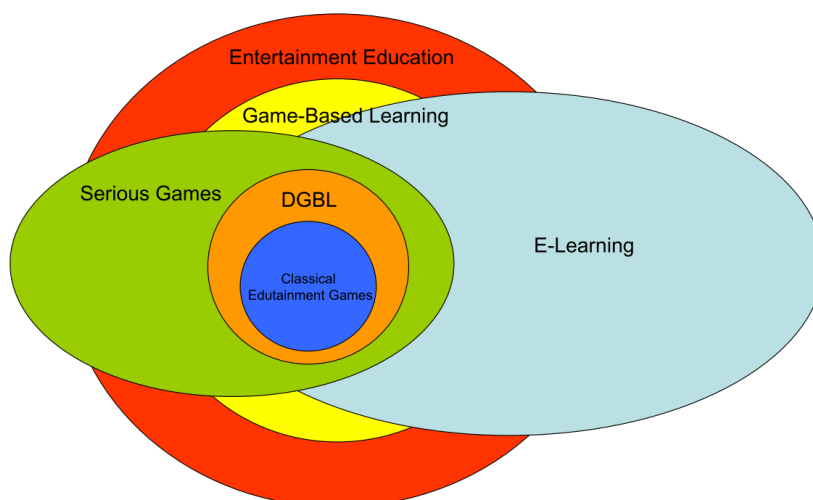 Entertainment Education
Game-Based Learning
Serious Games
DGBL
E-Learning
Classical
Edutainment Games